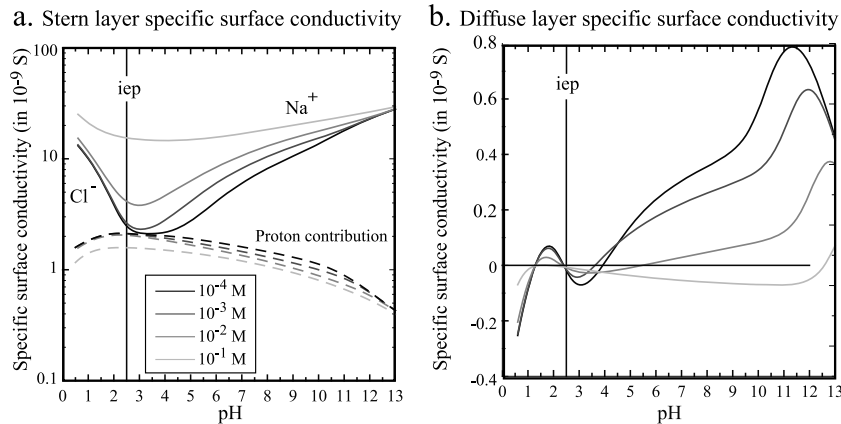 a. Stern layer specific surface conductivity
Specific surface conductivity (in 10-9 S)
100
10
1
0.1
iep
Na+
Cl-
Proton contribution
10-4 M
10-3 M
10-2 M
10-1 M
0 1 2 3 4 5 6 7 8 9 10 11 12 13
pH
b. Diffuse layer specific surface conductivity
Specific surface conductivity (in 10-9 S)
0.8
0.6
0.4
0.2
0
-0.2
-0.4
iep
0 1 2 3 4 5 6 7 8 9 10 11 12 13
pH